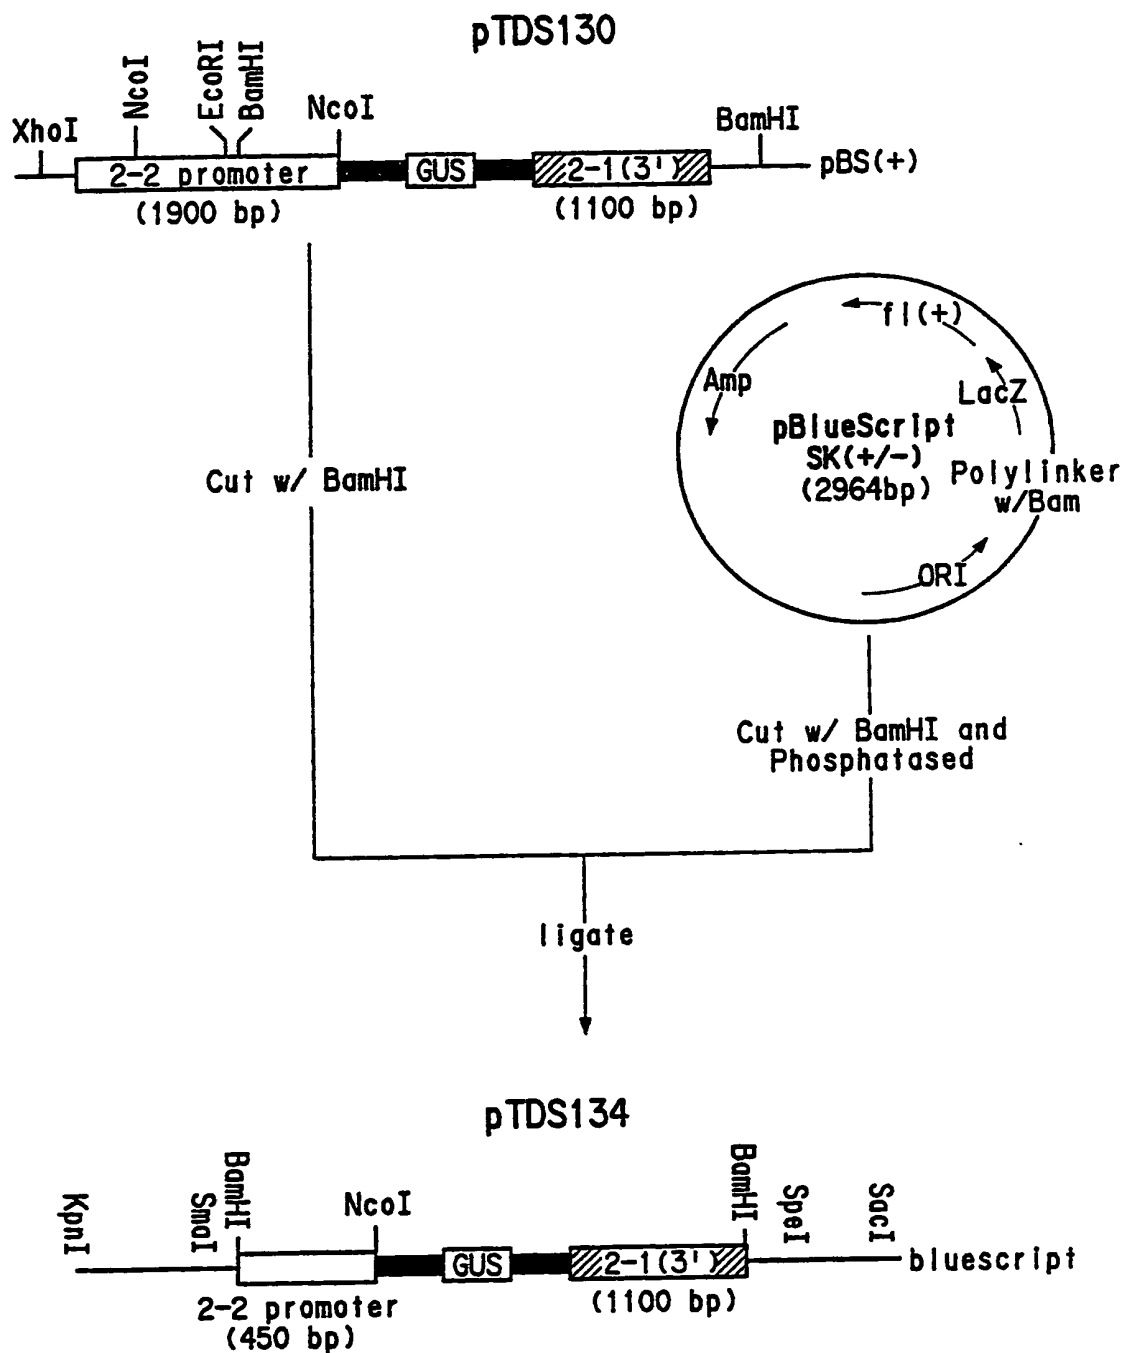 pTDS130
XhoI
NcoI
EcoRI
BamHI
NcoI
BamHI
2-2 promoter
GUS
2-1(3')
pBS(+)
(1900 bp)
(1100 bp)
fl(+)
Amp
LacZ
pBlueScript
SK(+/-)
(2964bp)
Polylinker
w/Bam
ORI
Cut w/ BamHI
Cut w/ BamHI and
Phosphatased
ligate
pTDS134
KpnI
SmaI
BamHI
NcoI
BamHI
SpeI
SacI
GUS
2-1(3')
bluescript
2-2 promoter
(450 bp)
(1100 bp)